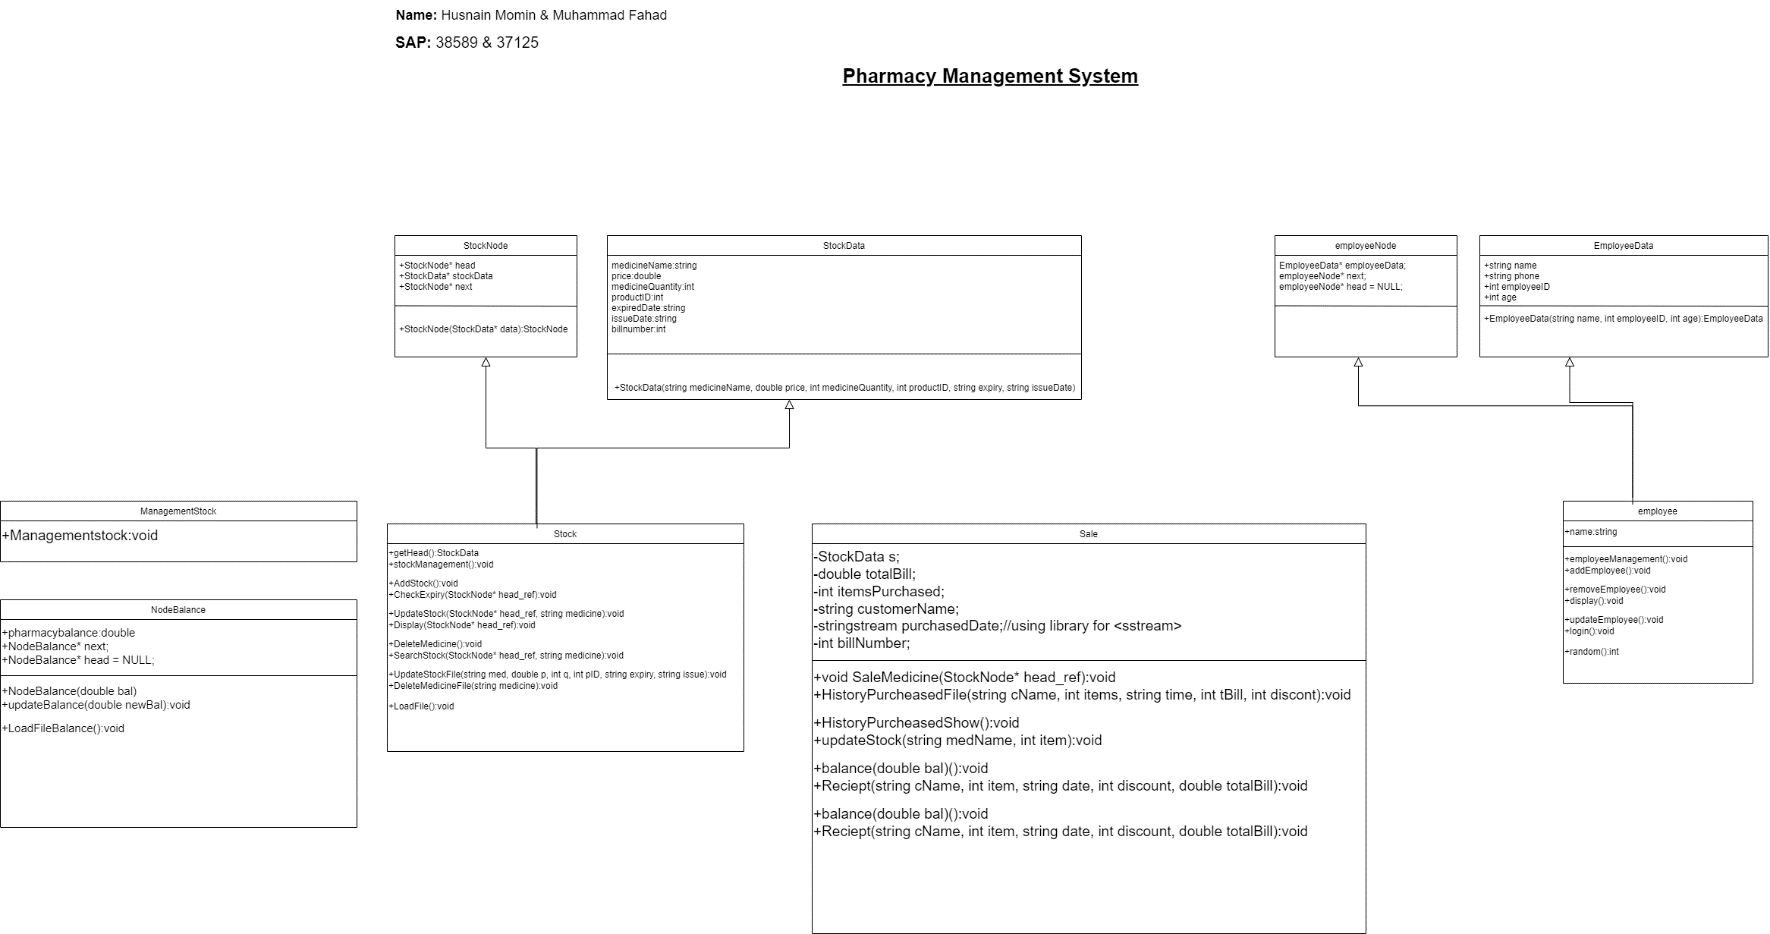 Name: Husnain Momin & Muhammad Fahad
SAP: 38589 & 37125
Pharmacy Management System
StockNode
+StockNode* head
+StockData* stockData
+StockNode* next
+StockNode(StockData* data):StockNode
StockData
medicineName:string
price:double
medicineQuantity:int
productID:int
expiredDate:string
issueDate:string
billnumber:int
+StockData(string medicineName, double price, int medicineQuantity, int productID, string expiry, string issueDate)
employeeNode
EmployeeData* employeeData;
employeeNode* next;
employeeNode* head = NULL;
EmployeeData
+string name
+string phone
+int employeeID
+int age
+EmployeeData(string name, int employeeID, int age):EmployeeData
ManagementStock
+Managementstock:void
NodeBalance
+pharmacybalance:double
+NodeBalance* next;
+NodeBalance* head = NULL;
+NodeBalance(double bal)
+updateBalance(double newBal):void
+LoadFileBalance():void
Stock
+getHead():StockData
+stockManagement():void
+AddStock():void
+CheckExpiry(StockNode* head_ref):void
+UpdateStock(StockNode* head_ref, string medicine):void
+Display(StockNode* head_ref):void
+DeleteMedicine():void
+SearchStock(StockNode* head_ref, string medicine):void
+UpdateStockFile(string med, double p, int q, int pID, string expiry, string issue):void
+DeleteMedicineFile(string medicine):void
+LoadFile():void
Sale
-StockData s;
-double totalBill;
-int itemsPurchased;
-string customerName;
-stringstream purchasedDate;//using library for <sstream>
-int billNumber;
+void SaleMedicine(StockNode* head_ref):void
+HistoryPurcheasedFile(string cName, int items, string time, int tBill, int discont):void
+HistoryPurcheasedShow():void
+updateStock(string medName, int item):void
+balance(double bal)():void
+Reciept(string cName, int item, string date, int discount, double totalBill):void
+balance(double bal)():void
+Reciept(string cName, int item, string date, int discount, double totalBill):void
employee
+name:string
+employeeManagement():void
+addEmployee():void
+removeEmployee():void
+display():void
+updateEmployee():void
+login():void
+random():int